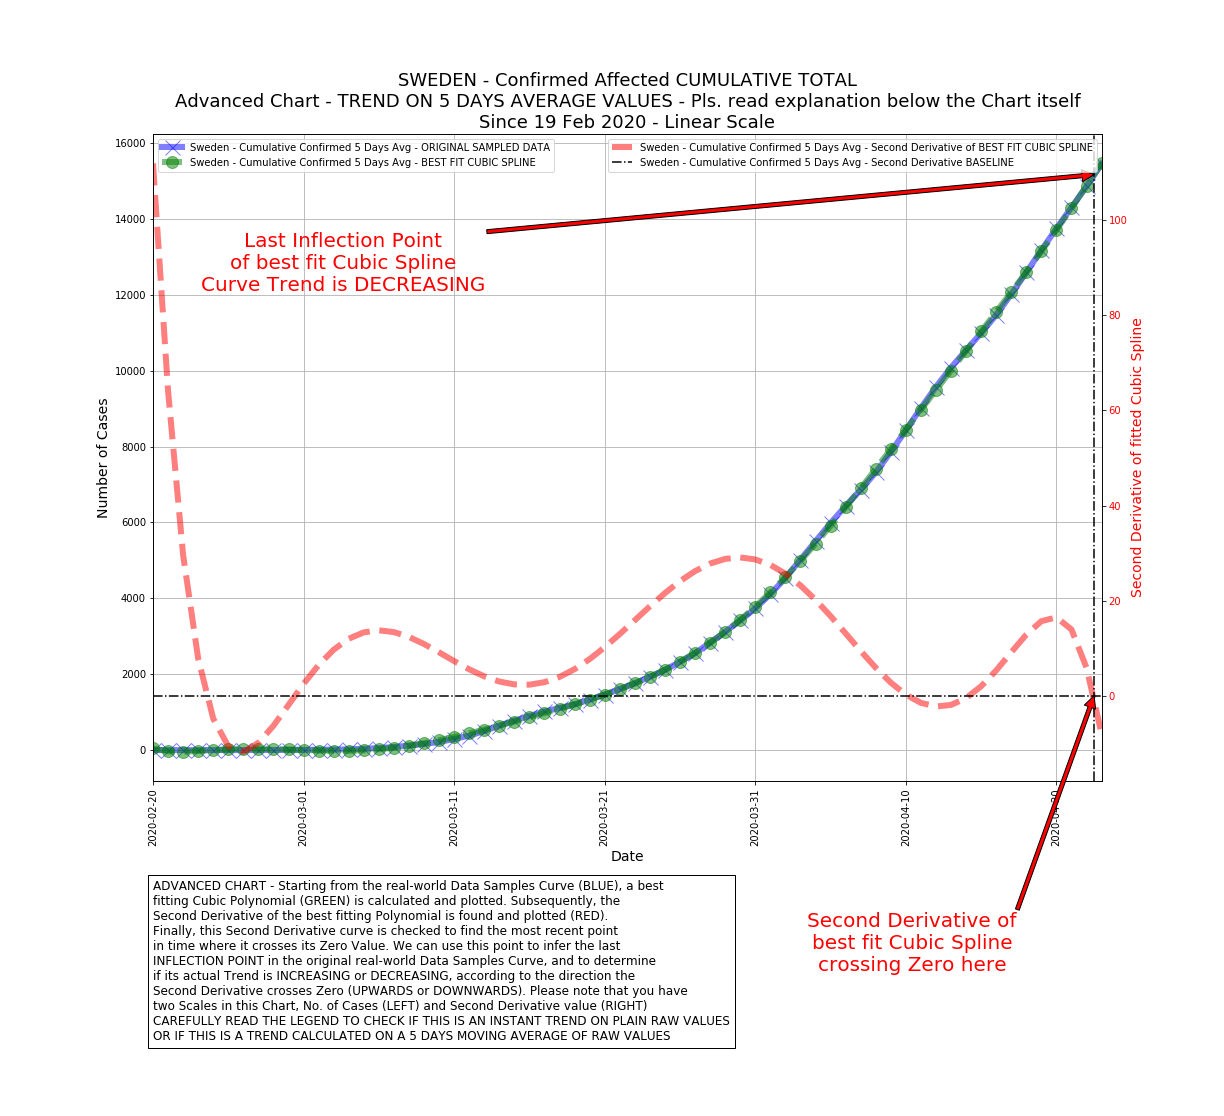 SWEDEN - Confirmed Affected CUMULATIVE TOTAL
Advanced Chart - TREND ON 5 DAYS AVERAGE VALUES - Pls. read explanation below the Chart itself
Since 19 Feb 2020 - Linear Scale
Sweden - Cumulative Confirmed 5 Days Avg - ORIGINAL SAMPLED DATA
Sweden - Cumulative Confirmed 5 Days Avg - BEST FIT CUBIC SPLINE
Sweden - Cumulative Confirmed 5 Days Avg - Second Derivative of BEST FIT CUBIC SPLINE
Sweden - Cumulative Confirmed 5 Days Avg - Second Derivative BASELINE
Last Inflection Point
of best fit Cubic Spline
Curve Trend is DECREASING
Number of Cases
16000
14000
12000
10000
8000
6000
4000
2000
0
100
80
60
40
20
0
Second Derivative of fitted Cubic Spline
2020-02-20
2020-03-01
2020-03-11
2020-03-21
2020-03-31
2020-04-10
2020-04-20
Date
ADVANCED CHART - Starting from the real-world Data Samples Curve (BLUE), a best
fitting Cubic Polynomial (GREEN) is calculated and plotted. Subsequently, the
Second Derivative of the best fitting Polynomial is found and plotted (RED).
Finally, this Second Derivative curve is checked to find the most recent point
in time where it crosses its Zero Value. We can use this point to infer the last
INFLECTION POINT in the original real-world Data Samples Curve, and to determine
if its actual Trend is INCREASING or DECREASING, according to the direction the
Second Derivative crosses Zero (UPWARDS or DOWNWARDS). Please note that you have
two Scales in this Chart, No. of Cases (LEFT) and Second Derivative value (RIGHT)
CAREFULLY READ THE LEGEND TO CHECK IF THIS IS AN INSTANT TREND ON PLAIN RAW VALUES
OR IF THIS IS A TREND CALCULATED ON A 5 DAYS MOVING AVERAGE OF RAW VALUES
Second Derivative of
best fit Cubic Spline
crossing Zero here